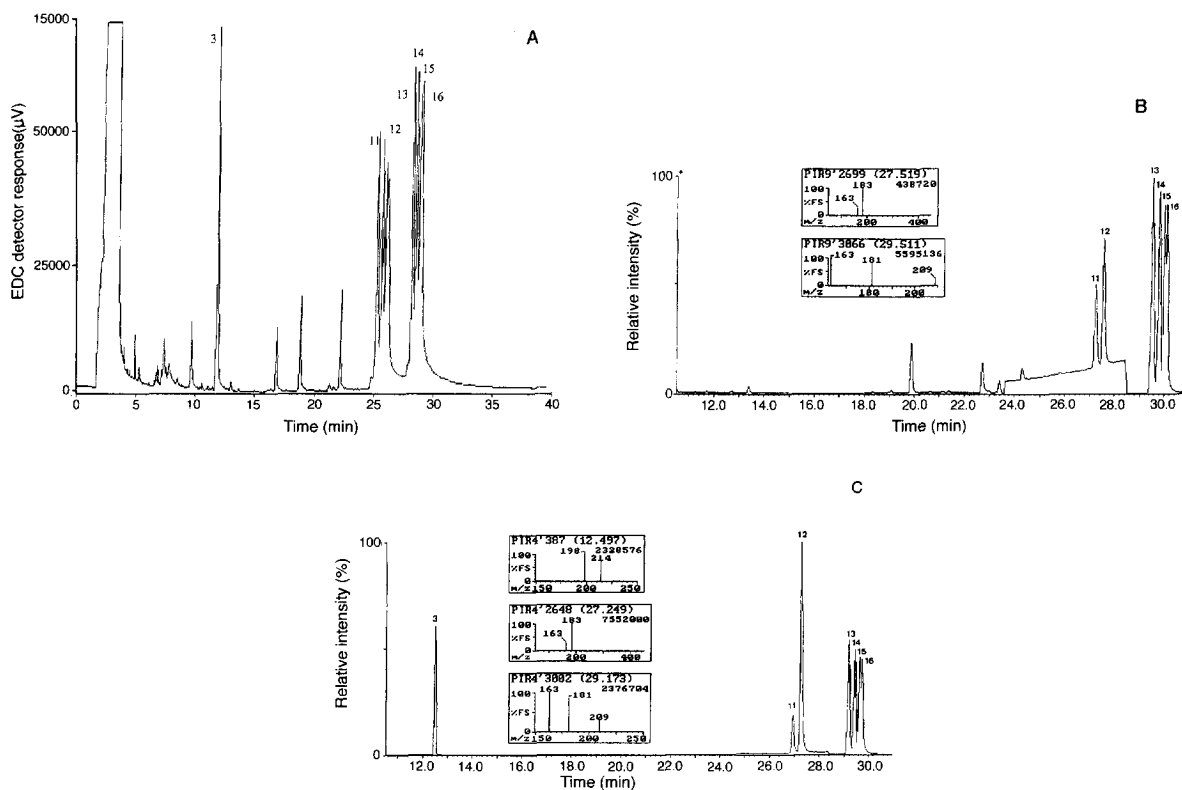 A
15000
50000
25000
0
EDC detector response(µV)
3
11
12
13
14
15
16
0 5 10 15 20 25 30 35 40
Time (min)
B
100
0
Relative intensity (%)
PIR9'2699 (27.519)
183 438720
163
100
%FS
0
m/z 200 400
PIR9'3066 (29.511)
163 181 5595136
209
100
%FS
0
m/z 180 200
11
12
13
14
15
16
12.0 14.0 16.0 18.0 20.0 22.0 24.0 26.0 28.0 30.0
Time (min)
C
100
0
Relative intensity (%)
PIR4'387 (12.497)
198 2328576
214
100
%FS
0
m/z 150 200 250
PIR4'2648 (27.249)
183 7552000
163
100
%FS
0
m/z 200 400
PIR4'3002 (29.173)
163 181 2376704
209
100
%FS
0
m/z 150 200 250
3
11
12
13
14
15
16
12.0 14.0 16.0 18.0 20.0 22.0 24.0 26.0 28.0 30.0
Time (min)